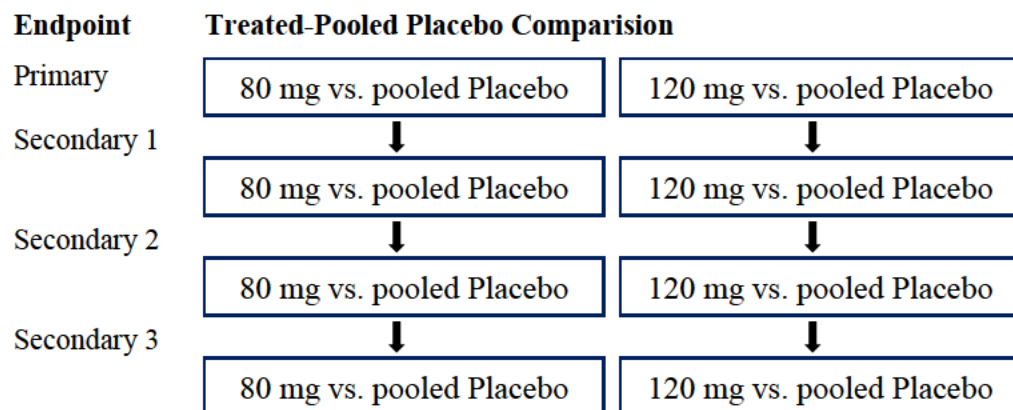 Endpoint Treated-Pooled Placebo Comparision
Primary
80 mg vs. pooled Placebo 120 mg vs. pooled Placebo
Secondary 1
80 mg vs. pooled Placebo 120 mg vs. pooled Placebo
Secondary 2
80 mg vs. pooled Placebo 120 mg vs. pooled Placebo
Secondary 3
80 mg vs. pooled Placebo 120 mg vs. pooled Placebo